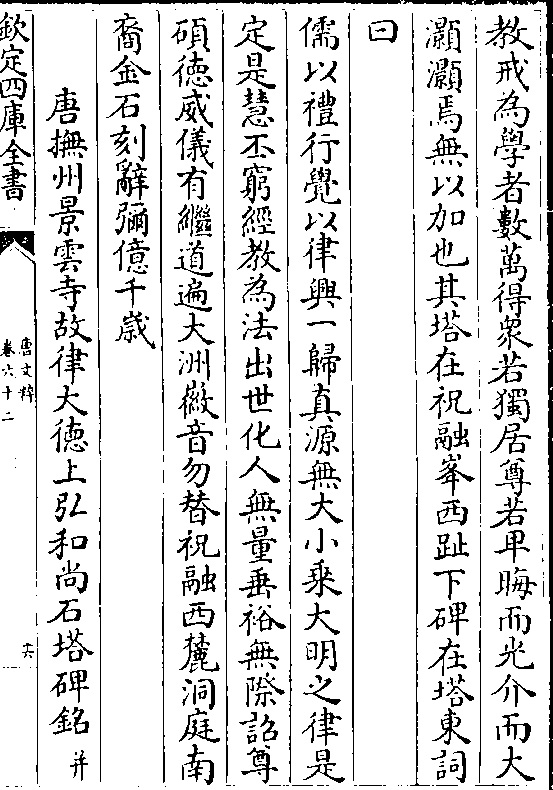 教戒為學者數萬得衆若獨居尊若卑晦而光介而大
灝灝焉無以加也其塔在祝融峯西趾下碑在塔東詞
曰
儒以禮行覺以律興一歸真源無大小乘大明之律是
定是慧丕窮經教為法出世化人無量垂裕無際詔尊
碩德威儀有繼道遍大洲徽音勿替祝融西麓洞庭南
裔金石刻辭彌億千歲
唐撫州景雲寺故律大德上弘和尚石塔碑銘 并
欽定四庫全書
唐文粹
卷六十二
六